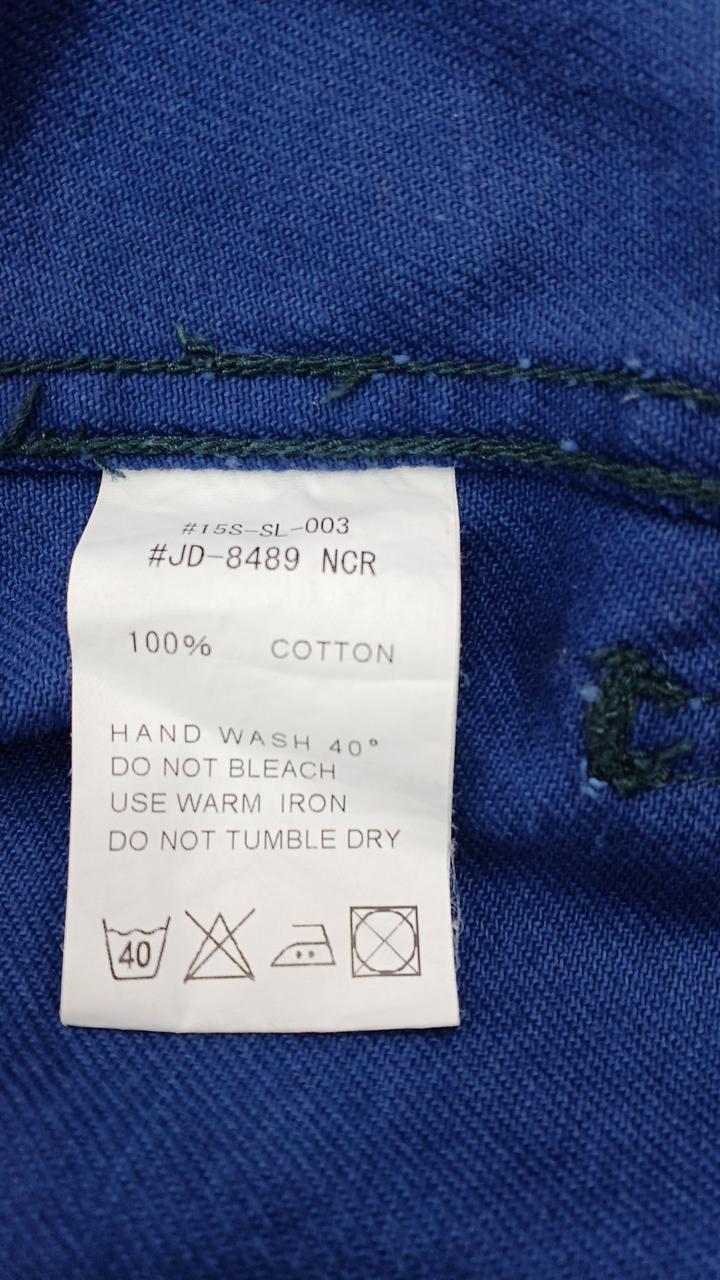 #15S-SL-003
#JD-8489 NCR
100% COTTON
HAND WASH 40°
DO NOT BLEACH
USE WARM IRON
DO NOT TUMBLE DRY
40